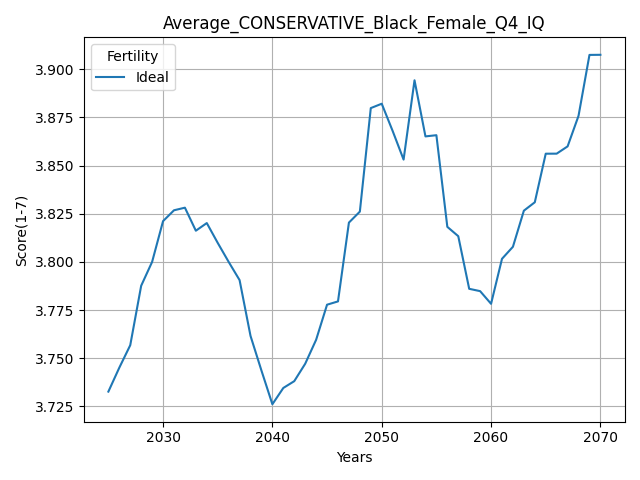 Average_CONSERVATIVE_Black_Female_Q4_IQ
Fertility
Ideal
3.900
3.875
3.850
3.825
3.800
3.775
3.750
3.725
Score(1-7)
2030 2040 2050 2060 2070
Years